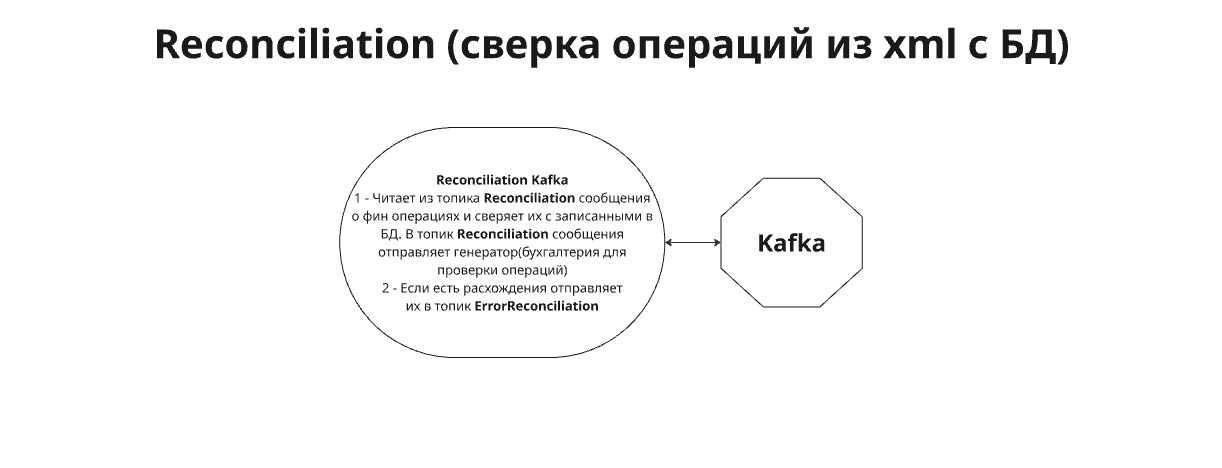 Reconciliation (сверка операций из xml с БД)
Reconciliation Kafka
1 - Читает из топика Reconciliation сообщения
о фин операциях и сверяет их с записанными в
БД. В топик Reconciliation сообщения
отправляет генератор(бухгалтерия для
проверки операций)
2 - Если есть расхождения отправляет
их в топик ErrorReconciliation
Kafka